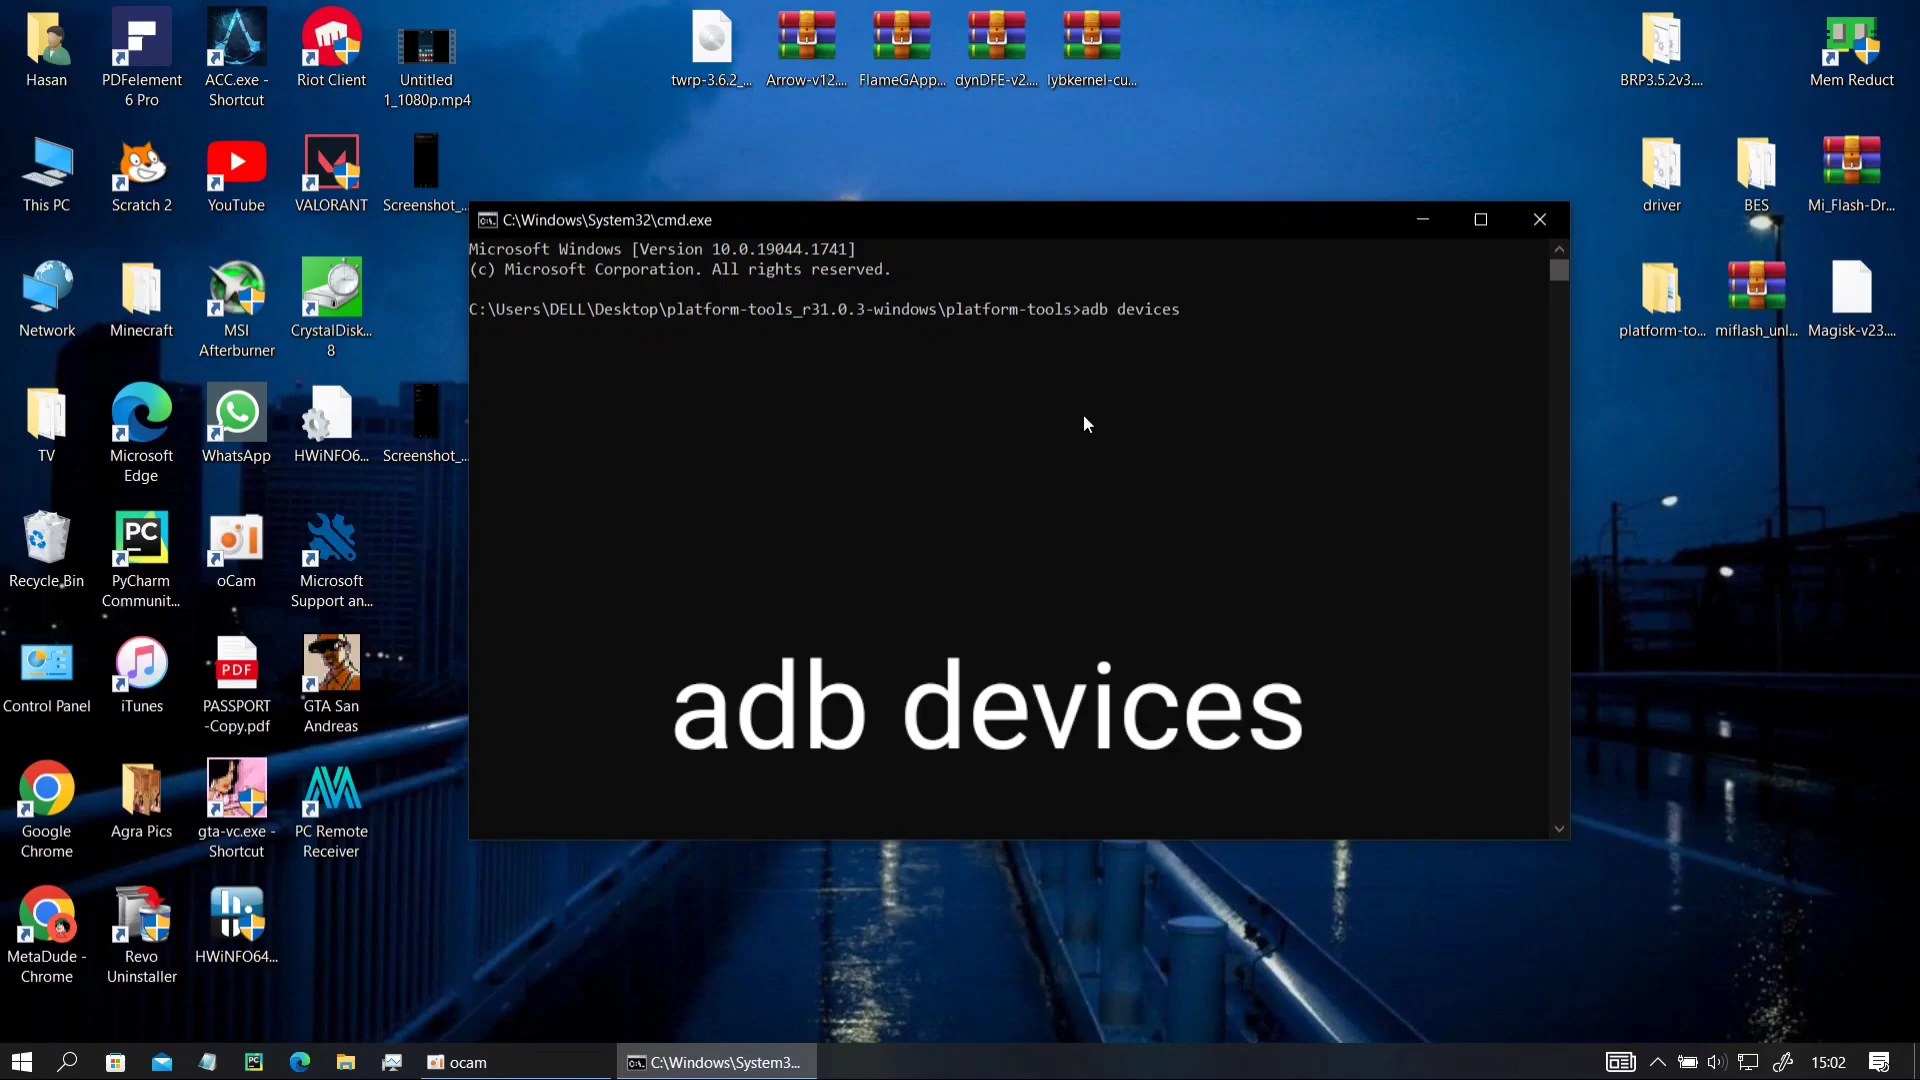 Hasan
PDFelement
6 Pro
ACC.exe -
Shortcut
Riot Client
Untitled
1_1080p.mp4
twrp-3.6.2_...
Arrow-v12....
FlameGApp...
dynDFE-v2....
lybkernel-cu...
BRP3.5.2v3....
Mem Reduct
This PC
Scratch 2
YouTube
VALORANT
Screenshot_...
driver
BES
Mi_Flash-Dr...
C:\Windows\System32\cmd.exe
Microsoft Windows [Version 10.0.19044.1741]
(c) Microsoft Corporation. All rights reserved.
C:\Users\DELL\Desktop\platform-tools_r31.0.3-windows\platform-tools>adb devices
Network
Minecraft
MSI
Afterburner
CrystalDisk...
8
platform-to...
miflash_unl...
Magisk-v23....
TV
Microsoft
Edge
WhatsApp
HWiNFO6...
Screenshot_...
Recycle Bin
PC
PyCharm
Communit...
oCam
Microsoft
Support an...
adb devices
Control Panel
iTunes
PDF
PASSPORT
-Copy.pdf
GTA San
Andreas
Google
Chrome
Agra Pics
gta-vc.exe -
Shortcut
PC Remote
Receiver
MetaDude -
Chrome
Revo
Uninstaller
HWiNFO64...
PC
ocam
C:\Windows\System3...
15:02